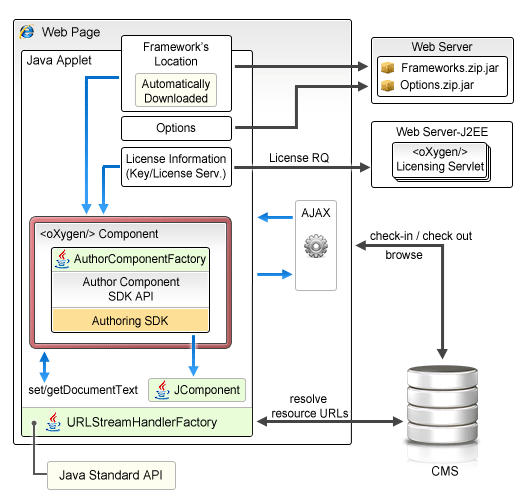 Web Page
Java Applet
Framework's
Location
Automatically
Downloaded
Options
License Information
(Key/License Serv.)
Web Server
Frameworks.zip.jar
Options.zip.jar
Web Server-J2EE
<oXygen/>
Licensing Servlet
License RQ
AJAX
<oXygen/> Component
AuthorComponentFactory
Author Component
SDK API
Authoring SDK
check-in / check out
browse
set/getDocumentText
JComponent
resolve
resource URLs
URLStreamHandlerFactory
CMS
Java Standard API